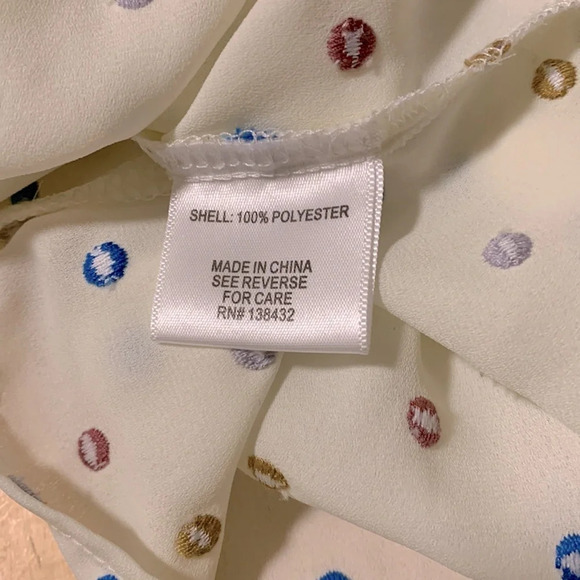 SHELL: 100% POLYESTER
MADE IN CHINA
SEE REVERSE
FOR CARE
RN# 138432